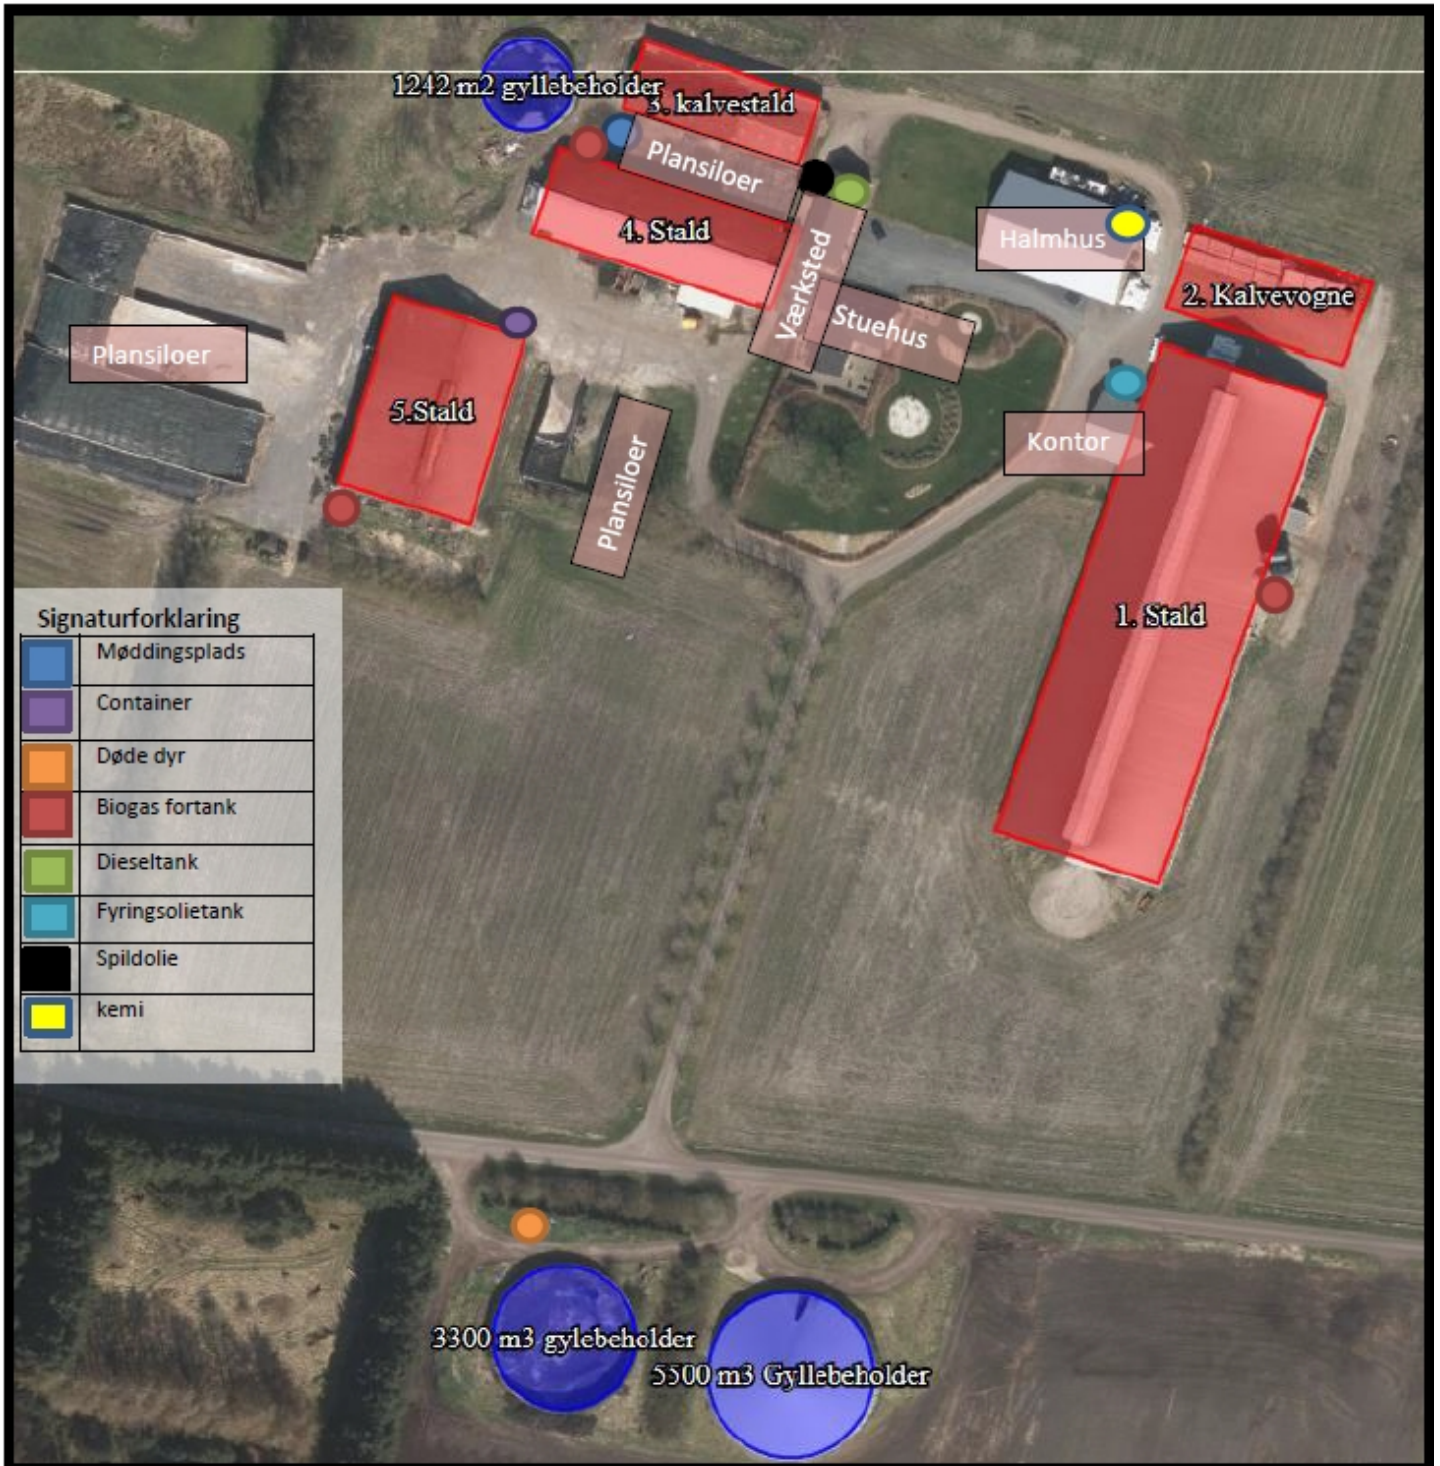 1242 m2 gyllebeholder
3. kalvestald
Plansiloer
4. Stald
Værksted
Stuehus
Halmhus
2. Kalvevogne
Plansiloer
5.Stald
Plansiloer
Kontor
1. Stald
Signaturforklaring
Møddingsplads
Container
Døde dyr
Biogas fortank
Dieseltank
Fyringsolietank
Spildolie
kemi
3300 m3 gylebeholder
5500 m3 Gyllebeholder